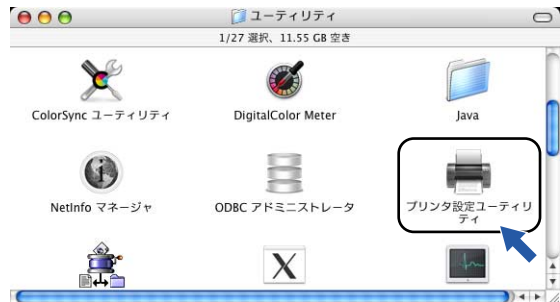 ユーティリティ
1/27 選択、11.55 GB 空き
ColorSync ユーティリティ
DigitalColor Meter
Java
NetInfo マネージャ
ODBC アドミニストレータ
プリンタ設定ユーティリ
ティ
X